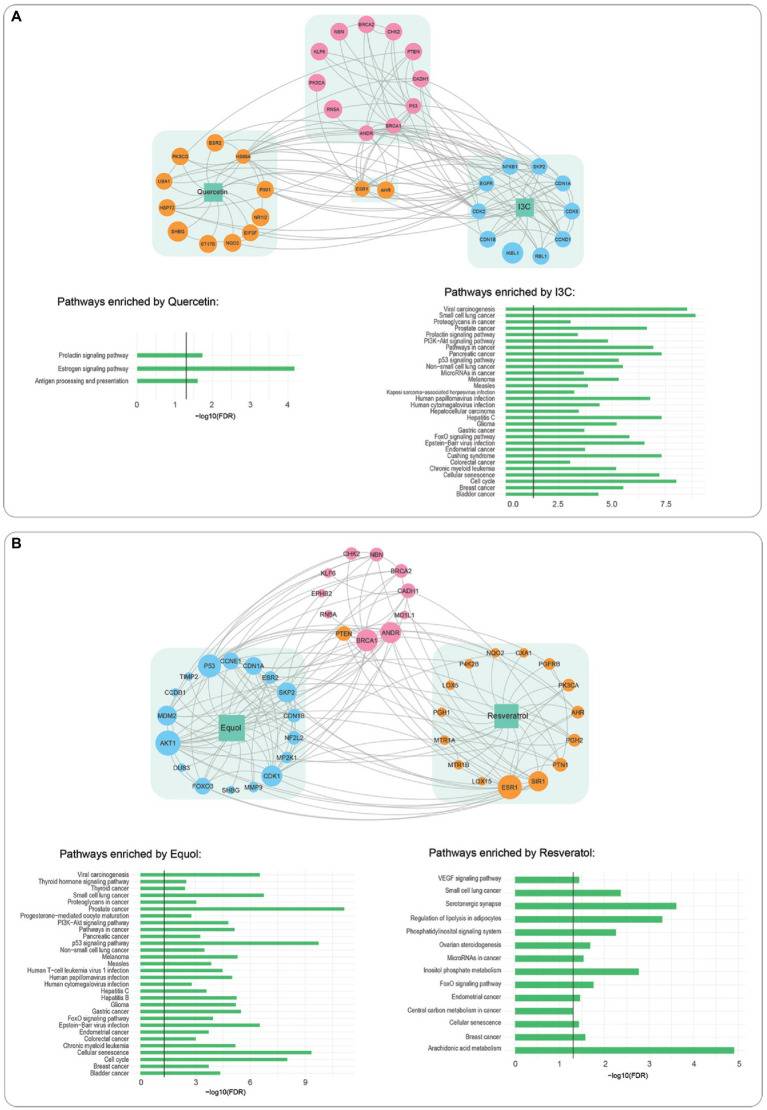 A
BRCA2
NBN
CHK2
KLF6
PTEN
PK3CA
CADH1
RN5A
P53
BRCA1
ANDR
ESR2
HS90A
UBA1
Quercetin
PIM1
HSP72
NR1I2
SHBG
EIF3F
ST17B
NQO2
ESR1
AHR
NFKB1
SKP2
EGFR
CDN1A
CDK2
I3C
CDK6
CDN1B
CCND1
RBL1
Pathways enriched by Quercetin:
Prolactin signaling pathway
Estrogen signaling pathway
Antigen processing and presentation
0 1 2 3 4
−log10(FDR)
Pathways enriched by I3C:
Viral carcinogenesis
Small cell lung cancer
Proteoglycans in cancer
Prostate cancer
Prolactin signaling pathway
PI3K-Akt signaling pathway
Pathways in cancer
Pancreatic cancer
p53 signaling pathway
Non-small cell lung cancer
MicroRNAs in cancer
Melanoma
Measles
Kaposi sarcoma-associated herpesvirus infection
Human papillomavirus infection
Human cytomegalovirus infection
Hepatocellular carcinoma
Hepatitis C
Glioma
Gastric cancer
FoxO signaling pathway
Epstein-Barr virus infection
Endometrial cancer
Cushing syndrome
Colorectal cancer
Chronic myeloid leukemia
Cellular senescence
Cell cycle
Breast cancer
Bladder cancer
0.0 2.5 5.0 7.5
B
CHK2
NBN
KLF6
BRCA2
EPHB2
CADH1
RN5A
PTEN
BRCA1
ANDR
P53
CCNE1
CDN1A
TIMP2
ESR2
CCDB1
SKP2
MDM2
Equol
CDN1B
AKT1
NF2L2
DUS3
MP2K1
FOXO3
SHBG
MMP9
CDK1
NQO2
CXA1
P4K2B
PGFRB
LOX5
PK3CA
PGH1
Resveratrol
AHR
MTR1A
PGH2
MTR1B
PTN1
LOX15
ESR1
SIR1
Pathways enriched by Equol:
Viral carcinogenesis
Thyroid hormone signaling pathway
Thyroid cancer
Small cell lung cancer
Proteoglycans in cancer
Prostate cancer
Progesterone-mediated oocyte maturation
PI3K-Akt signaling pathway
Pathways in cancer
Pancreatic cancer
p53 signaling pathway
Non-small cell lung cancer
Melanoma
Measles
Human T-cell leukemia virus 1 infection
Human papillomavirus infection
Human cytomegalovirus infection
Hepatitis C
Hepatitis B
Glioma
Gastric cancer
FoxO signaling pathway
Epstein-Barr virus infection
Endometrial cancer
Colorectal cancer
Chronic myeloid leukemia
Cellular senescence
Cell cycle
Breast cancer
Bladder cancer
0 3 6 9
−log10(FDR)
Pathways enriched by Resveratol:
VEGF signaling pathway
Small cell lung cancer
Serotonergic synapse
Regulation of lipolysis in adipocytes
Phosphatidylinositol signaling system
Ovarian steroidogenesis
MicroRNAs in cancer
Inositol phosphate metabolism
FoxO signaling pathway
Endometrial cancer
Central carbon metabolism in cancer
Cellular senescence
Breast cancer
Arachidonic acid metabolism
0 1 2 3 4 5
−log10(FDR)